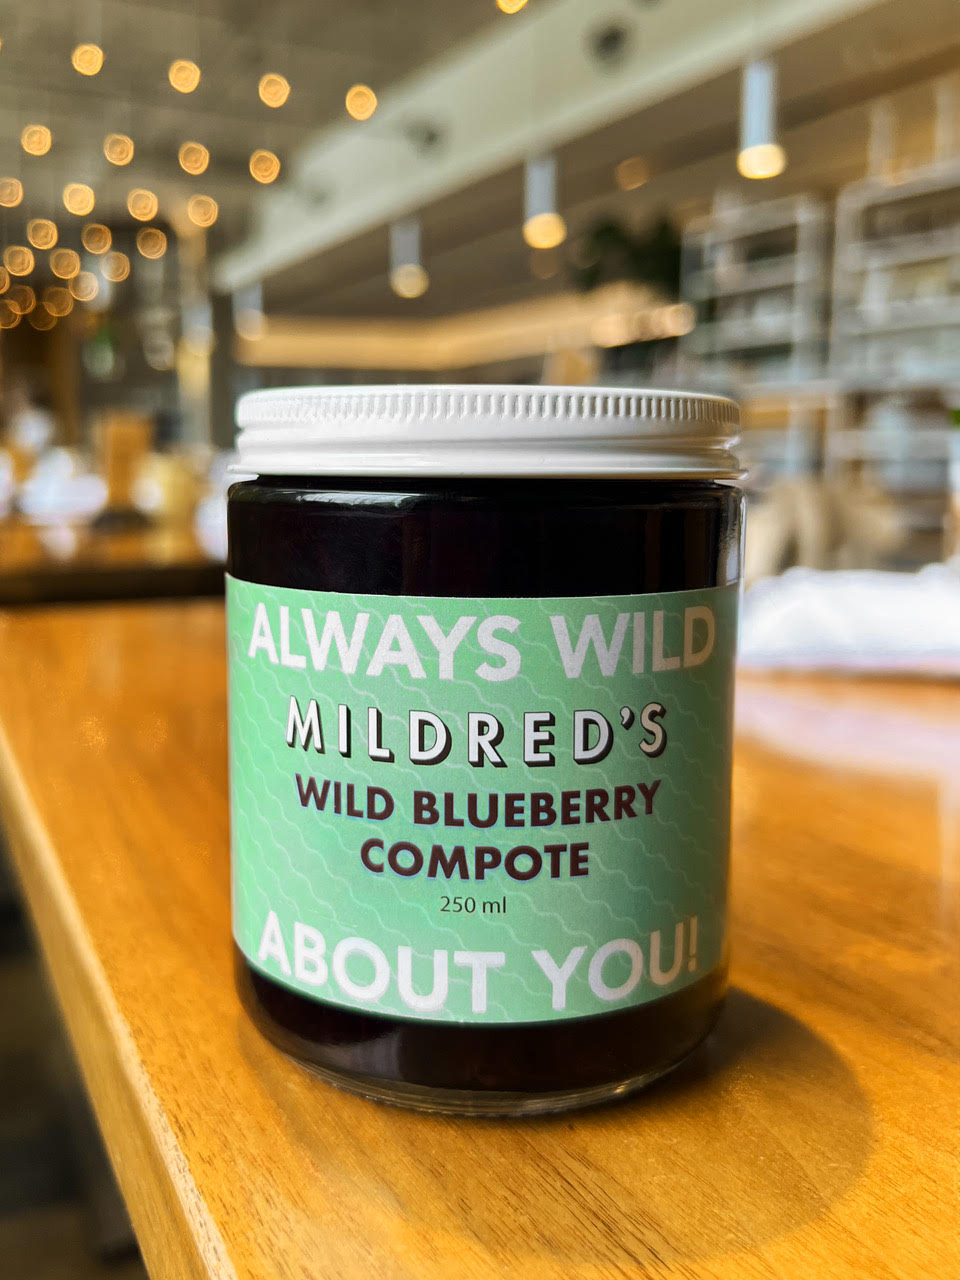 ALWAYS WILD
MILDRED'S
WILD BLUEBERRY
COMPOTE
250 ml
ABOUT YOU!